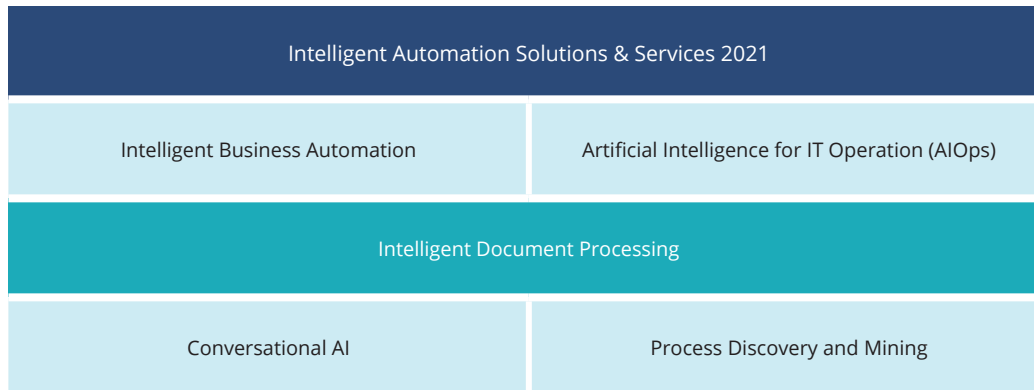 Intelligent Automation Solutions & Services 2021
Intelligent Business Automation
Artificial Intelligence for IT Operation (AIOps)
Intelligent Document Processing
Conversational AI
Process Discovery and Mining